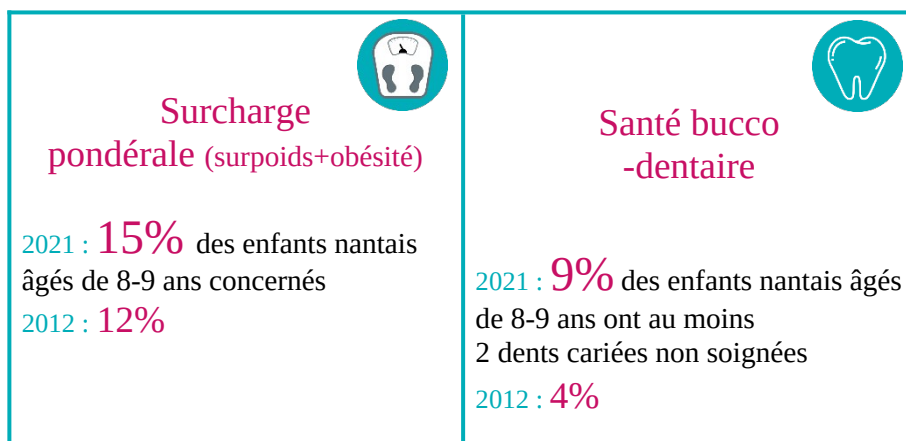 Surcharge
pondérale (surpoids+obésité)
2021 : 15% des enfants nantais
âgés de 8-9 ans concernés
2012 : 12%
Santé bucco
-dentaire
2021 : 9% des enfants nantais âgés
de 8-9 ans ont au moins
2 dents cariées non soignées
2012 : 4%